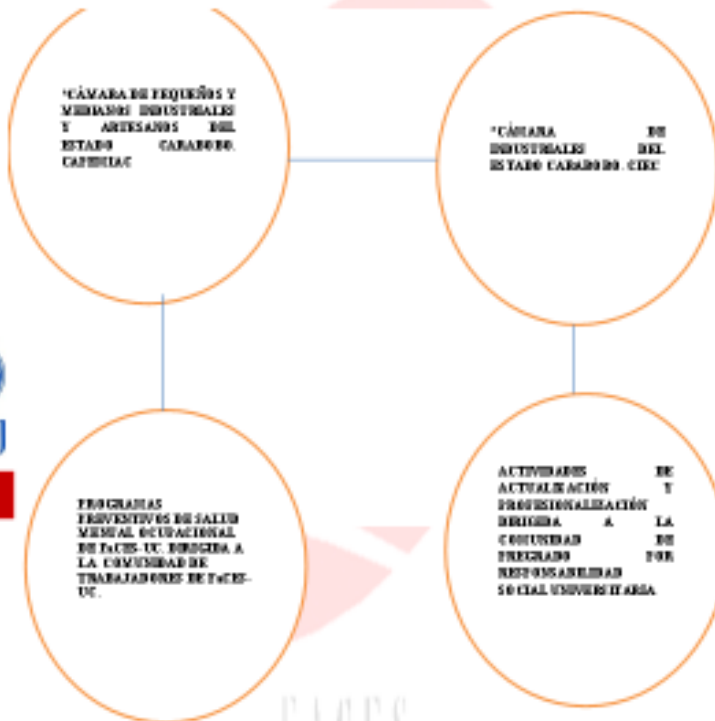 "CÁMARA DE PEQUEÑOS Y
MEDIANOS INDUSTRIALES
Y ARTESANOS DEL
ESTADO CARABOBO.
CAPEMIAC
"CÁMARA DE
INDUSTRIALES DEL
ESTADO CARABOBO. CIEC
PROGRAMAS
PREVENTIVOS DE SALUD
MENTAL OCUPACIONAL
DE FaCES-UC. DIRIGIDA A
LA COMUNIDAD DE
TRABAJADORES DE FaCES-
UC.
ACTIVIDADES DE
ACTUALIZACIÓN Y
PROFESIONALIZACIÓN
DIRIGIDA A LA
COMUNIDAD DE
PREGRADO POR
RESPONSABILIDAD
SOCIAL UNIVERSITARIA
FACES